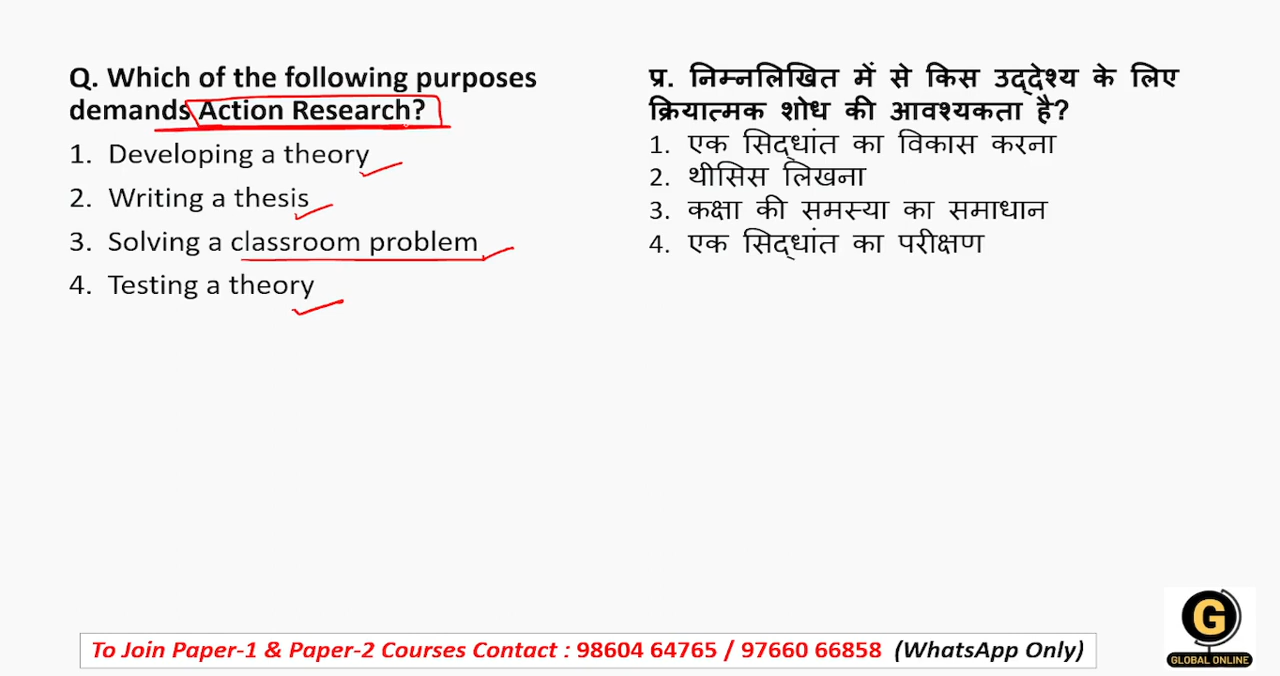 Q. Which of the following purposes
demands Action Research?
1. Developing a theory
2. Writing a thesis
3. Solving a classroom problem
4. Testing a theory
प्र. निम्नलिखित में से किस उद्देश्य के लिए
क्रियात्मक शोध की आवश्यकता है?
1. एक सिद्धांत का विकास करना
2. थीसिस लिखना
3. कक्षा की समस्या का समाधान
4. एक सिद्धांत का परीक्षण
G
GLOBAL ONLINE
To Join Paper-1 & Paper-2 Courses Contact : 98604 64765 / 97660 66858 (WhatsApp Only)